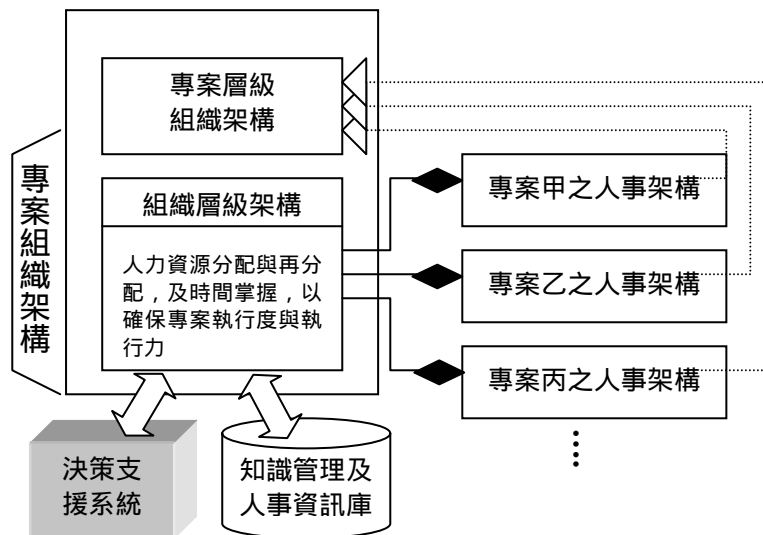 專案層級
組織架構
專案組織架構
組織層級架構
人力資源分配與再分
配，及時間掌握，以
確保專案執行度與執
行力
專案甲之人事架構
專案乙之人事架構
專案丙之人事架構
決策支
援系統
知識管理及
人事資訊庫